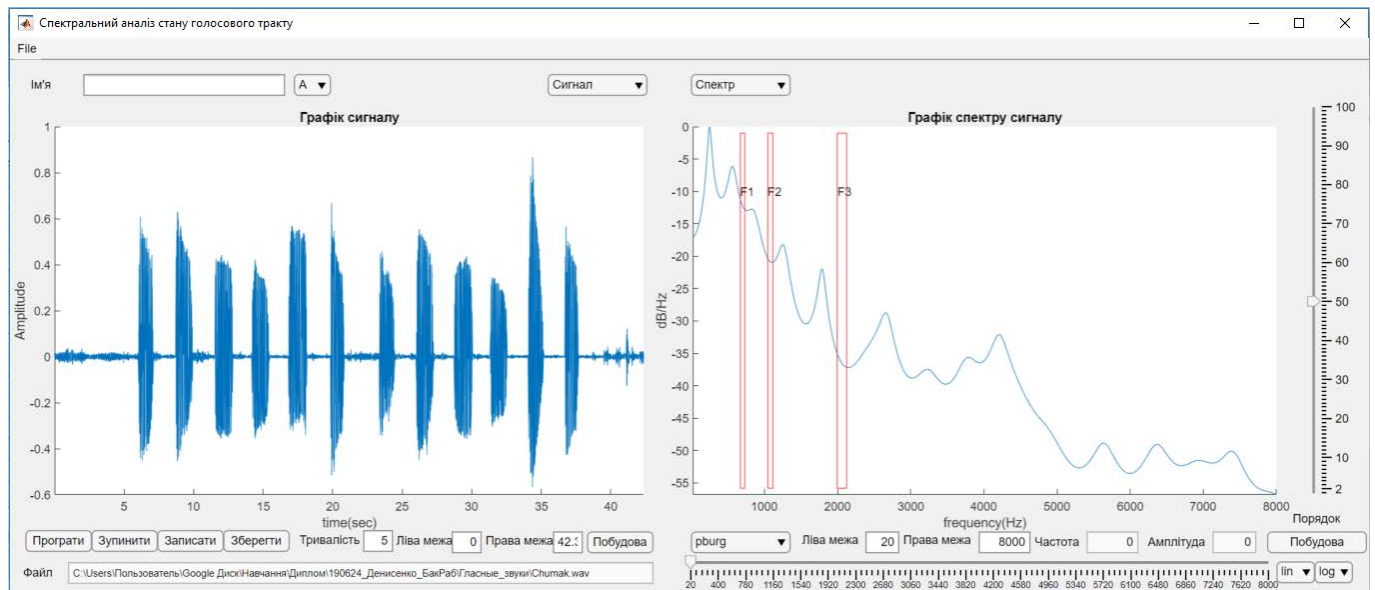 Спектральний аналіз стану голосового тракту
File
Ім'я A Сигнал Спектр
Графік сигналу
1
0.8
0.6
0.4
0.2
0
-0.2
-0.4
-0.6
Amplitude
5 10 15 20 25 30 35 40
time(sec)
Графік спектру сигналу
0
-5
-10
-15
-20
-25
-30
-35
-40
-45
-50
-55
dB/Hz
F1 F2 F3
1000 2000 3000 4000 5000 6000 7000 8000
frequency(Hz)
100
90
80
70
60
50
40
30
20
10
2
Порядок
Програти Зупинити Записати Зберегти Тривалість 5 Ліва межа 0 Права межа 42.3 Побудова
pburg Ліва межа 20 Права межа 8000 Частота 0 Амплітуда 0 Побудова
Файл C:\Users\Пользователь\Google Диск\Навчання\Диплом\190624_Денисенко_БакРаб\Гласные_звуки\Chumak.wav
20 400 780 1160 1540 1920 2300 2680 3060 3440 3820 4200 4580 4960 5340 5720 6100 6480 6860 7240 7620 8000
lin log